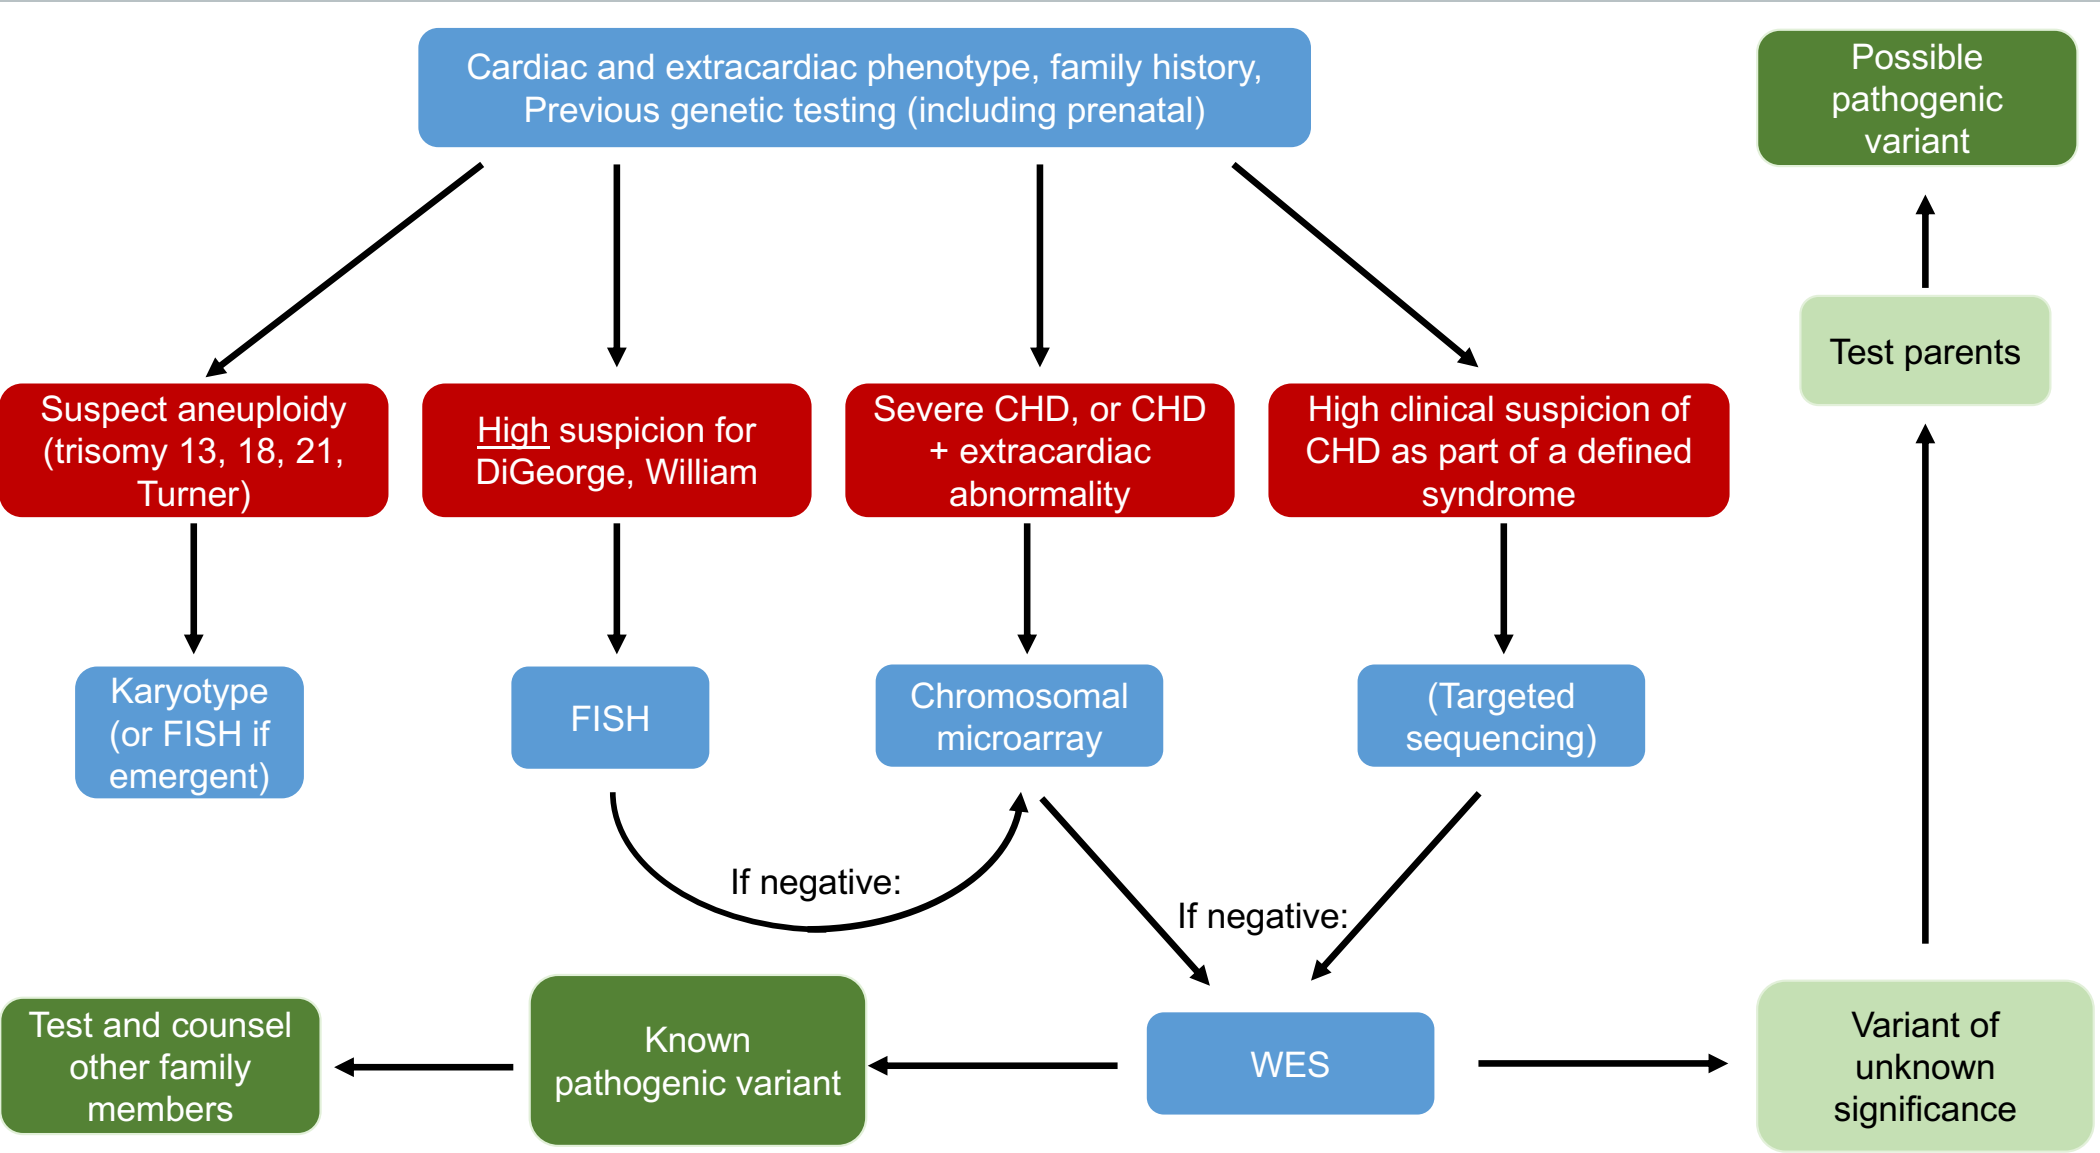 Cardiac and extracardiac phenotype, family history,
Previous genetic testing (including prenatal)
Possible
pathogenic
variant
Test parents
Suspect aneuploidy
(trisomy 13, 18, 21,
Turner)
High suspicion for
DiGeorge, William
Severe CHD, or CHD
+ extracardiac
abnormality
High clinical suspicion of
CHD as part of a defined
syndrome
Karyotype
(or FISH if
emergent)
FISH
Chromosomal
microarray
(Targeted
sequencing)
If negative:
If negative:
Test and counsel
other family
members
Known
pathogenic variant
WES
Variant of
unknown
significance